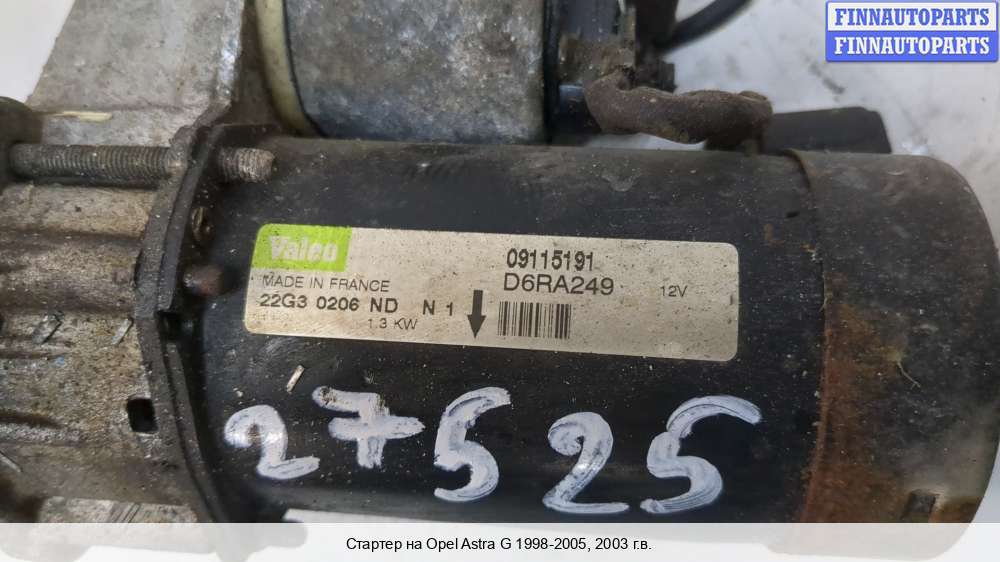 FINNAUTOPARTS
FINNAUTOPARTS
Valeo
09115191
MADE IN FRANCE
D6RA249
12V
22G3 0206 ND N 1
1.3 KW
27525
Стартер на Opel Astra G 1998-2005, 2003 г.в.